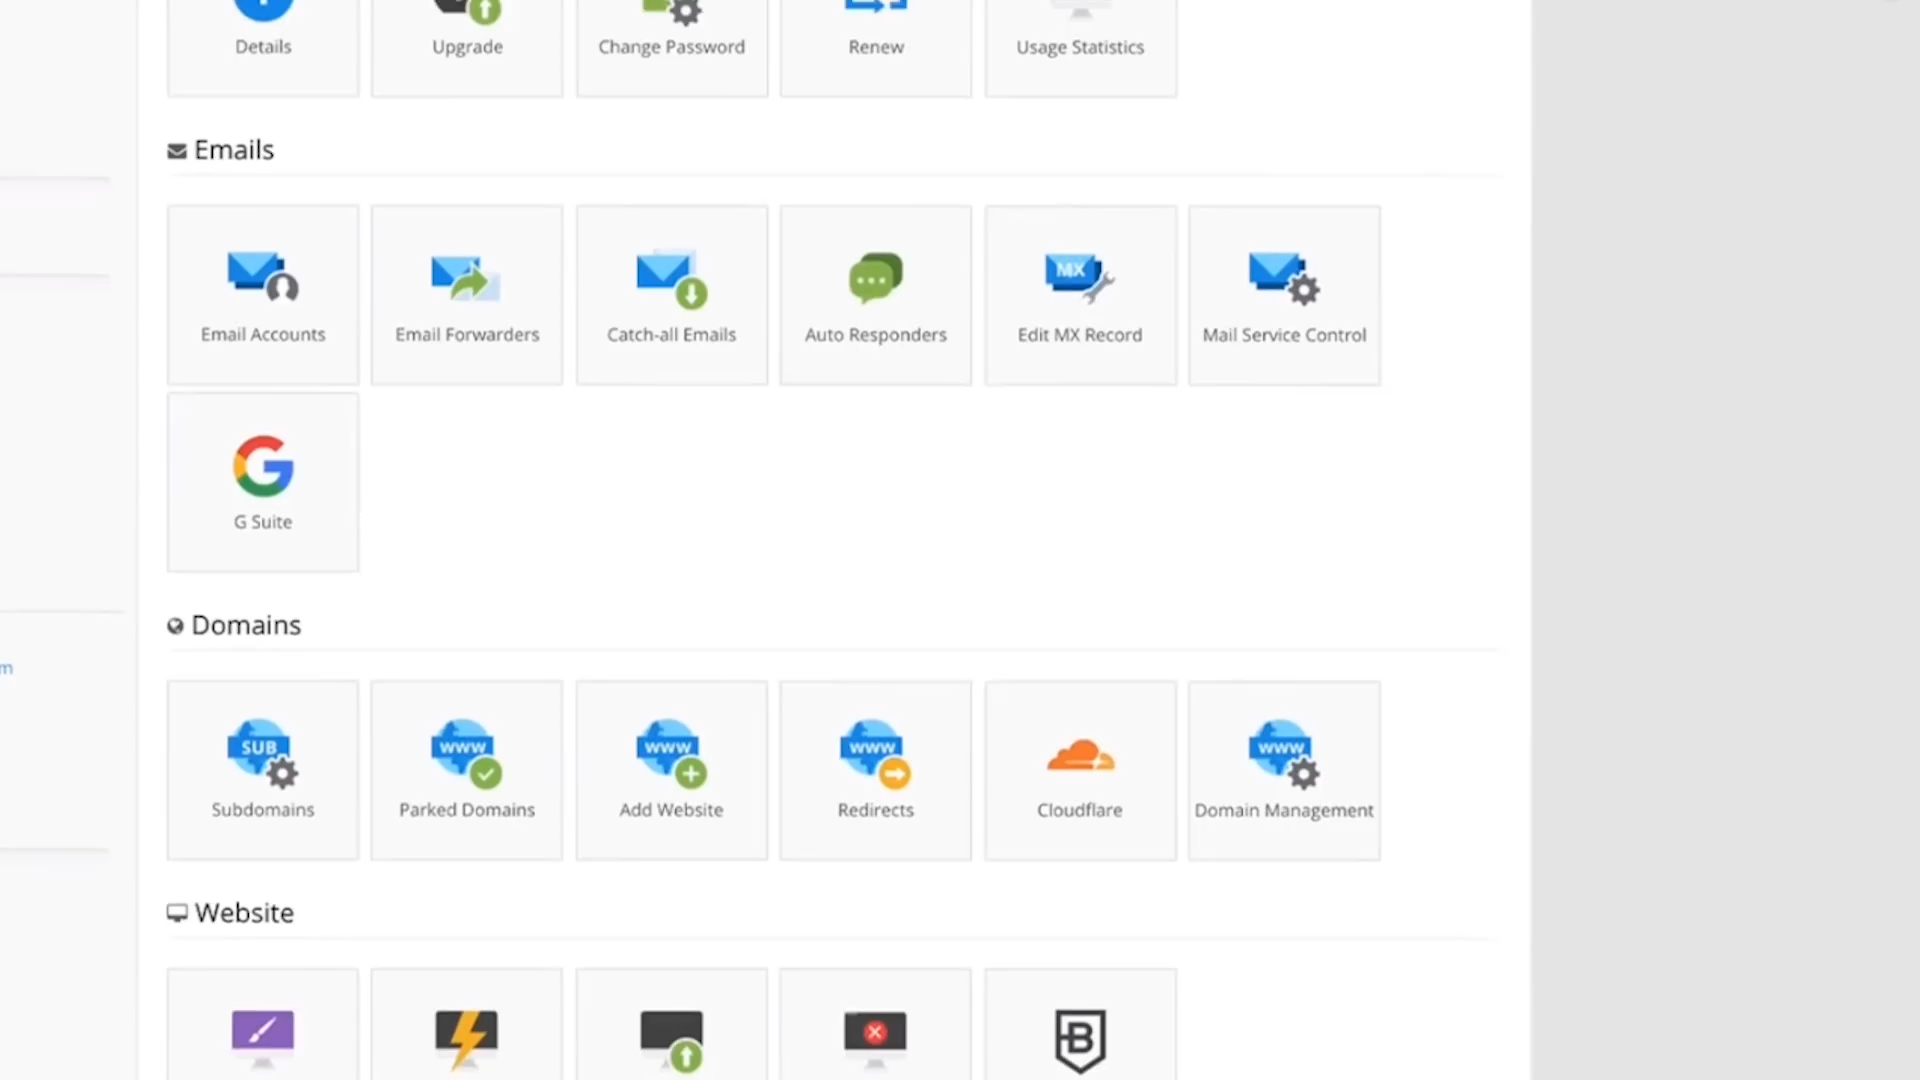 Details Upgrade Change Password Renew Usage Statistics
Emails
MX
Email Accounts Email Forwarders Catch-all Emails Auto Responders Edit MX Record Mail Service Control
G Suite
Domains
m
SUB www www www www
Subdomains Parked Domains Add Website Redirects Cloudflare Domain Management
Website
B